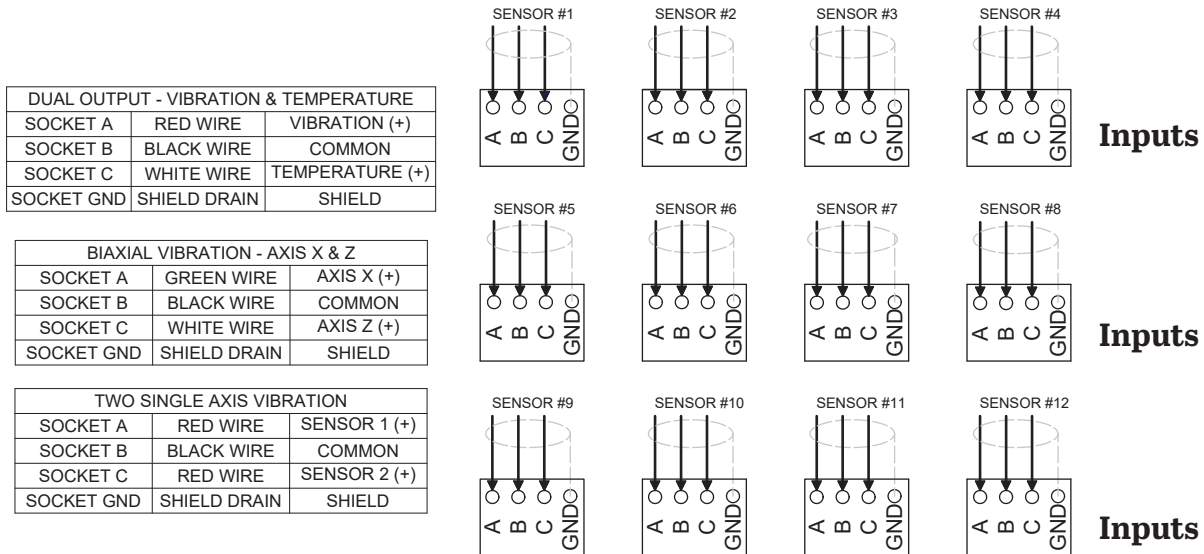 DUAL OUTPUT - VIBRATION & TEMPERATURE
SOCKET A RED WIRE VIBRATION (+)
SOCKET B BLACK WIRE COMMON
SOCKET C WHITE WIRE TEMPERATURE (+)
SOCKET GND SHIELD DRAIN SHIELD
BIAXIAL VIBRATION - AXIS X & Z
SOCKET A GREEN WIRE AXIS X (+)
SOCKET B BLACK WIRE COMMON
SOCKET C WHITE WIRE AXIS Z (+)
SOCKET GND SHIELD DRAIN SHIELD
TWO SINGLE AXIS VIBRATION
SOCKET A RED WIRE SENSOR 1 (+)
SOCKET B BLACK WIRE COMMON
SOCKET C RED WIRE SENSOR 2 (+)
SOCKET GND SHIELD DRAIN SHIELD
SENSOR #1 SENSOR #2 SENSOR #3 SENSOR #4
A B C GND A B C GND A B C GND A B C GND
Inputs
SENSOR #5 SENSOR #6 SENSOR #7 SENSOR #8
A B C GND A B C GND A B C GND A B C GND
Inputs
SENSOR #9 SENSOR #10 SENSOR #11 SENSOR #12
A B C GND A B C GND A B C GND A B C GND
Inputs